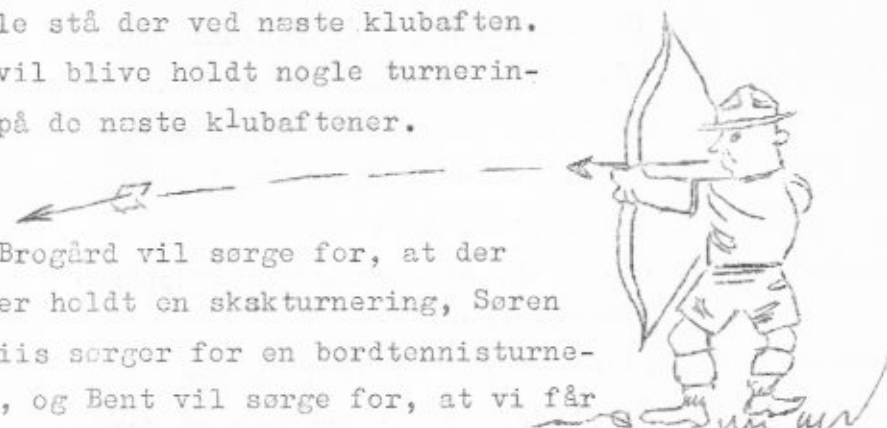 le stå der ved næste klubaften.
vil blive holdt nogle turnerin-
på de næste klubaftener.
Brogård vil sørge for, at der
er holdt en skakturnering, Søren
iis sørger for en bordtennisturne-
, og Bent vil sørge for, at vi får